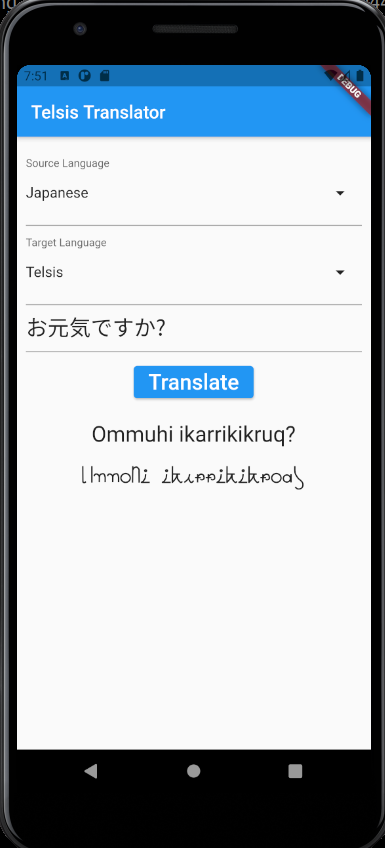 7:51
DEBUG
Telsis Translator
Source Language
Japanese
Target Language
Telsis
お元気ですか?
Translate
Ommuhi ikarrikikruq?